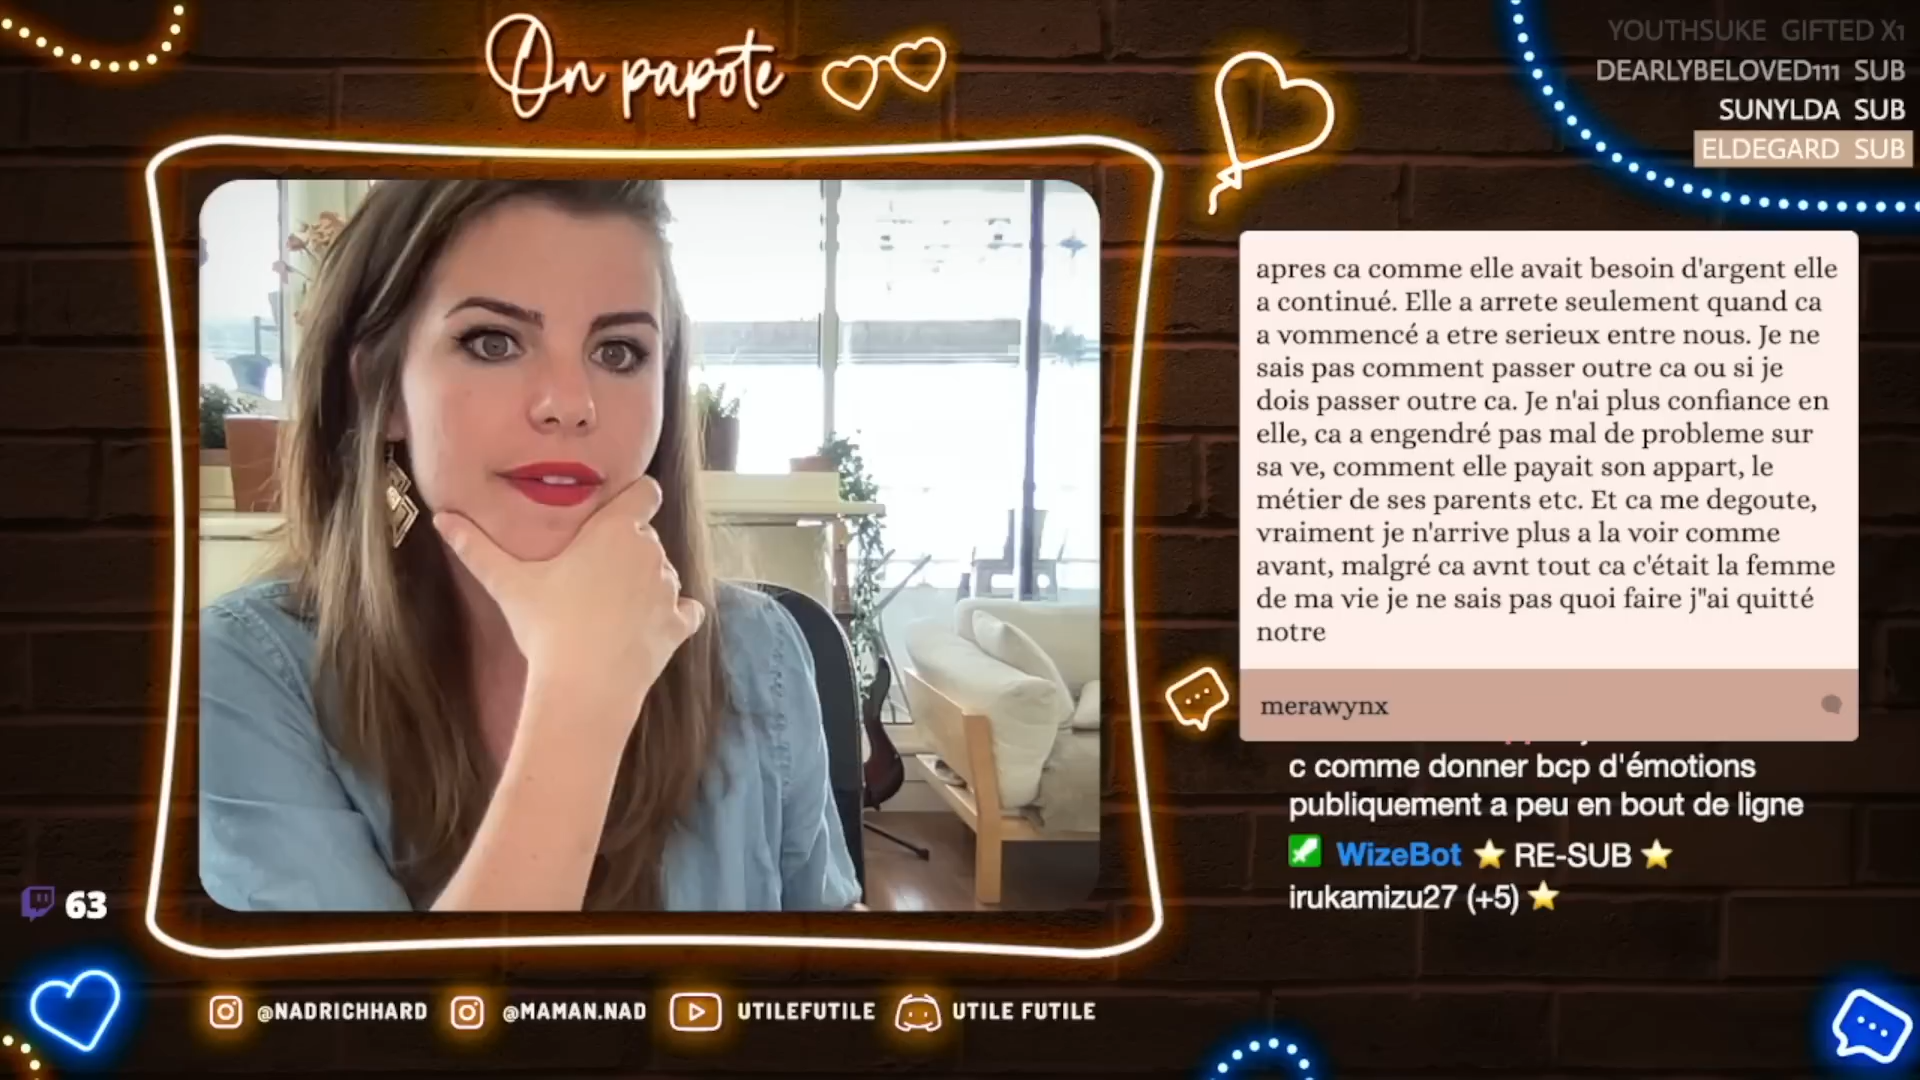 On papote
YOUTHSUKE GIFTED X1
DEARLYBELOVED111 SUB
SUNYLDA SUB
ELDEGARD SUB
apres ca comme elle avait besoin d'argent elle
a continué. Elle a arrete seulement quand ca
a vommencé a etre serieux entre nous. Je ne
sais pas comment passer outre ca ou si je
dois passer outre ca. Je n'ai plus confiance en
elle, ca a engendré pas mal de probleme sur
sa ve, comment elle payait son appart, le
métier de ses parents etc. Et ca me degoute,
vraiment je n'arrive plus a la voir comme
avant, malgré ca avnt tout ca c'était la femme
de ma vie je ne sais pas quoi faire j"ai quitté
notre
merawynx
c comme donner bcp d'émotions
publiquement a peu en bout de ligne
WizeBot ⭐ RE-SUB ⭐
irukamizu27 (+5) ⭐
63
@NADRICHHARD @MAMAN.NAD UTILEFUTILE UTILE FUTILE